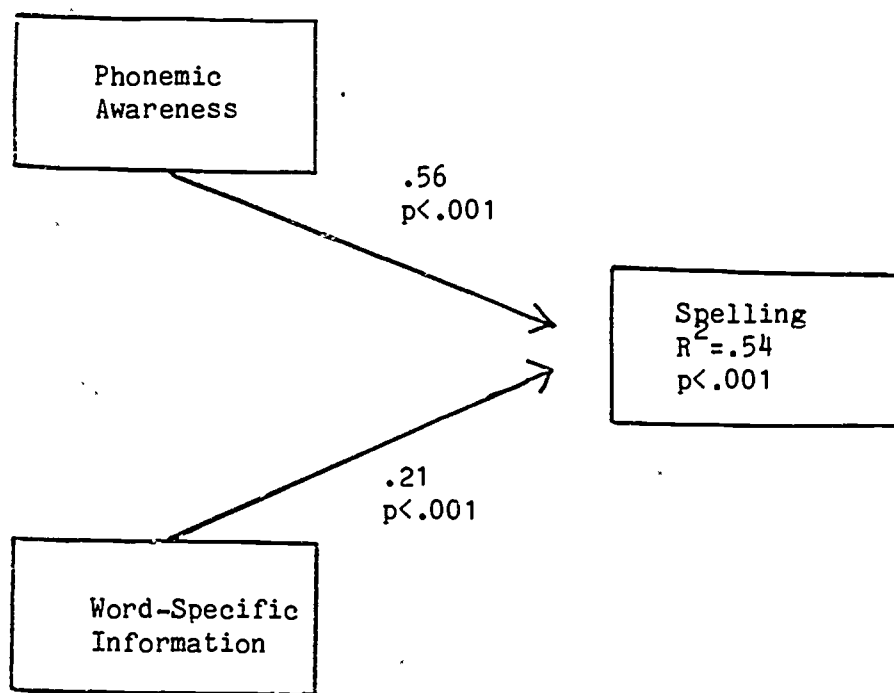 Phonemic
Awareness
.56
p<.001
Spelling
R²=.54
p<.001
.21
p<.001
Word-Specific
Information